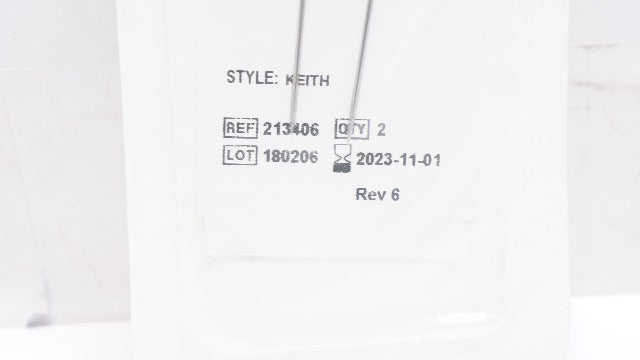 STYLE: KEITH
REF 213406 QTY 2
LOT 180206 2023-11-01
Rev 6